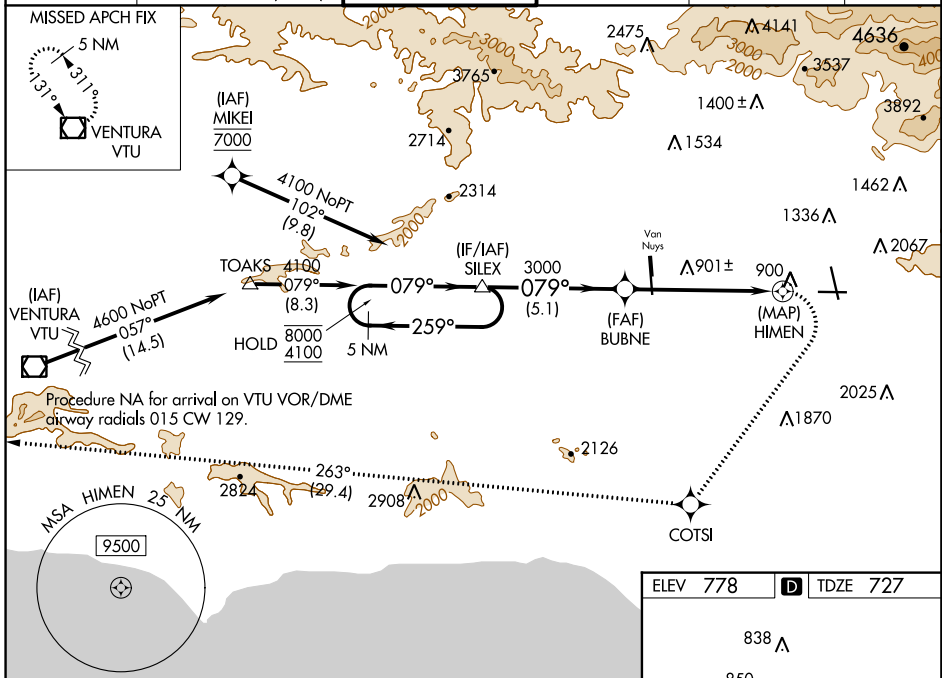 MISSED APCH FIX
5 NM
311°
131°
VENTURA
VTU
2000
3000
2475
4141
3000
2000
4636
400
3765
3537
(IAF)
MIKEI
7000
1400 ±
3892
2714
1534
4100 NoPT
102°
(9.8)
2314
2000
1462
1336
Van
Nuys
2067
TOAKS
4100
079°
(8.3)
079°
(IF/IAF)
SILEX
3000
079°
(5.1)
901±
900
(IAF)
VENTURA
VTU
4600 NoPT
057°
(14.5)
HOLD
8000
4100
259°
5 NM
(FAF)
BUBNE
(MAP)
HIMEN
Procedure NA for arrival on VTU VOR/DME
airway radials 015 CW 129.
2025
1870
2126
263°
(29.4)
2824
2908
2000
COTSI
MSA HIMEN 25 NM
9500
ELEV 778 D TDZE 727
838
850